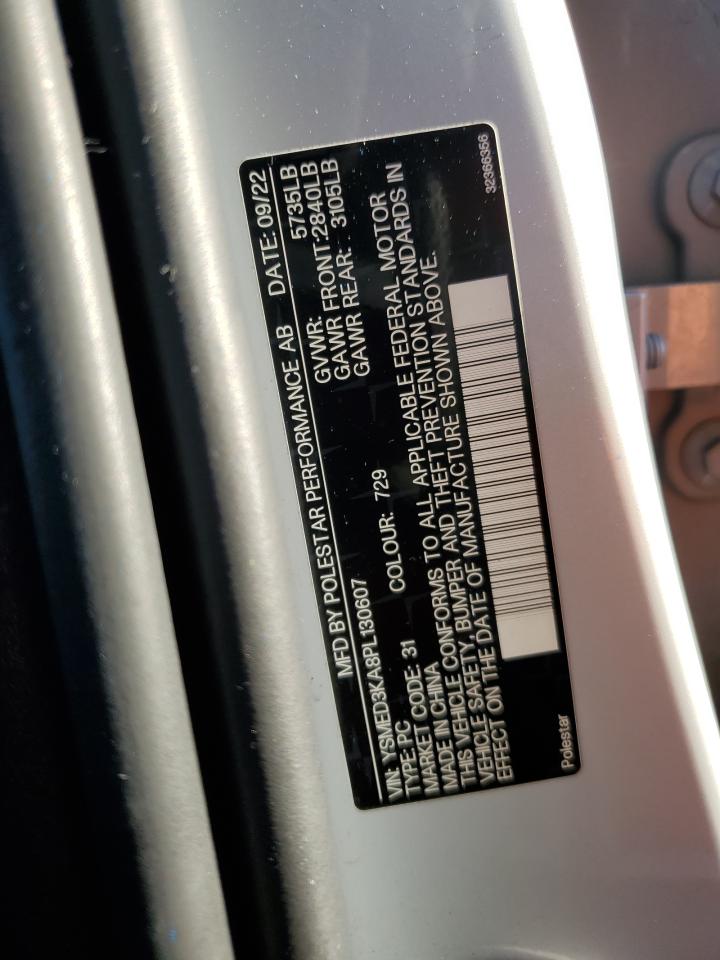 MFD BY POLESTAR PERFORMANCE AB DATE: 09/22
GVWR: 5735LB
GAWR FRONT:2840LB
GAWR REAR: 3105LB
VIN: YSMED3KA8PL130607
TYPE: PC
MARKET CODE: 31 COLOUR: 729
MADE IN CHINA
THIS VEHICLE CONFORMS TO ALL APPLICABLE FEDERAL MOTOR
VEHICLE SAFETY, BUMPER AND THEFT PREVENTION STANDARDS IN
EFFECT ON THE DATE OF MANUFACTURE SHOWN ABOVE.
Polestar 32366356